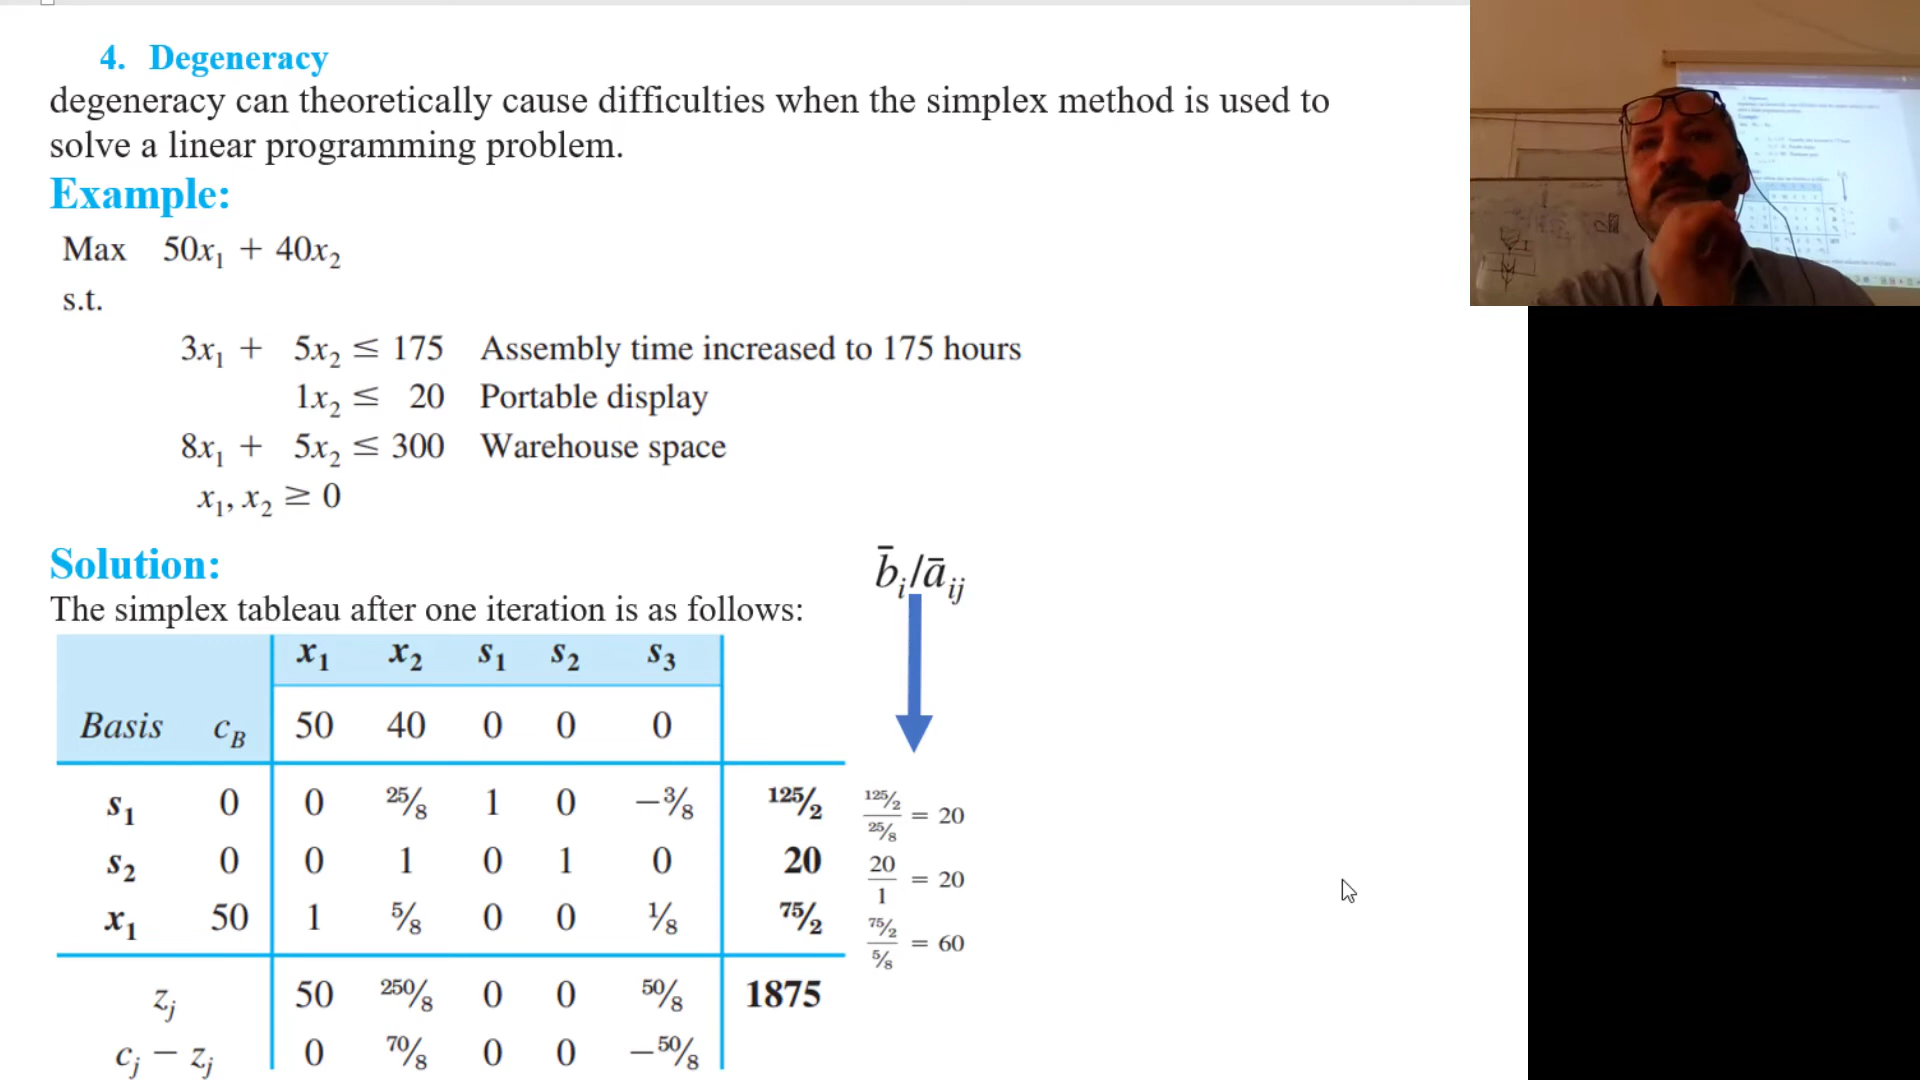 4. Degeneracy
degeneracy can theoretically cause difficulties when the simplex method is used to
solve a linear programming problem.
Example:
Max 50x₁ + 40x₂
s.t.
3x₁ + 5x₂ ≤ 175 Assembly time increased to 175 hours
1x₂ ≤ 20 Portable display
8x₁ + 5x₂ ≤ 300 Warehouse space
x₁, x₂ ≥ 0
Solution:
The simplex tableau after one iteration is as follows:
b̄ᵢ/āᵢⱼ
x₁ x₂ s₁ s₂ s₃
Basis c_B 50 40 0 0 0
s₁ 0 0 25/8 1 0 −3/8 125/2 (125/2)/(25/8) = 20
s₂ 0 0 1 0 1 0 20 20/1 = 20
x₁ 50 1 5/8 0 0 1/8 75/2 (75/2)/(5/8) = 60
zⱼ 50 250/8 0 0 50/8 1875
cⱼ − zⱼ 0 70/8 0 0 −50/8